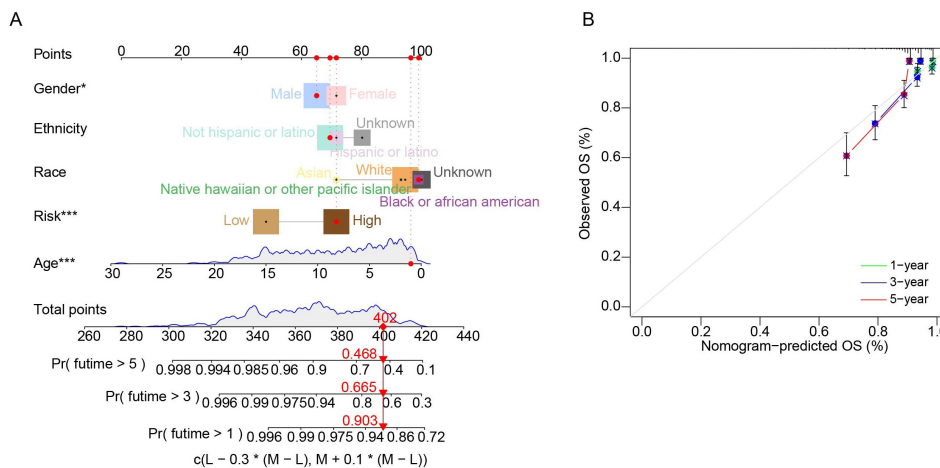 A
Points
0 20 40 60 80 100
Gender*
Male Female
Ethnicity
Not hispanic or latino Unknown
Hispanic or latino
Race
Asian White Unknown
Native hawaiian or other pacific islander
Black or african american
Risk***
Low High
Age***
30 25 20 15 10 5 0
Total points
402
260 280 300 320 340 360 380 400 420 440
0.468
Pr( futime > 5 )
0.998 0.994 0.985 0.96 0.9 0.7 0.4 0.1
0.665
Pr( futime > 3 )
0.996 0.99 0.975 0.94 0.8 0.6 0.3
0.903
Pr( futime > 1 )
0.996 0.99 0.975 0.94 0.86 0.72
c(L − 0.3 * (M − L), M + 0.1 * (M − L))
B
Observed OS (%)
1.0
0.8
0.6
0.4
0.2
0.0
1−year
3−year
5−year
0.0 0.2 0.4 0.6 0.8 1.0
Nomogram−predicted OS (%)